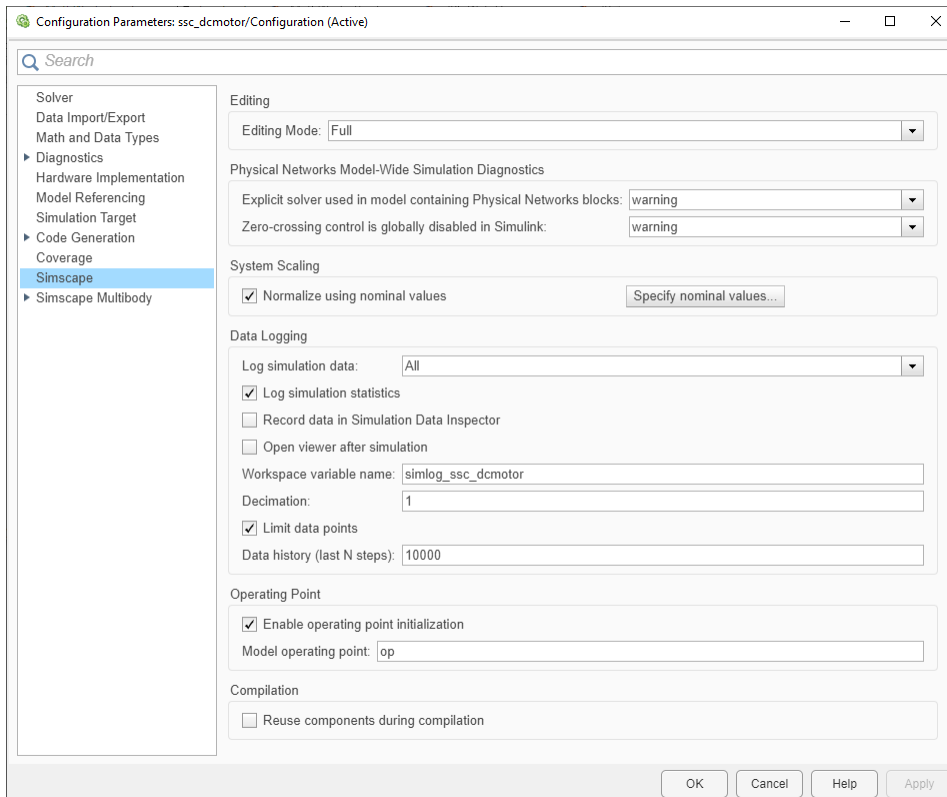 Configuration Parameters: ssc_dcmotor/Configuration (Active)
Search
Solver
Data Import/Export
Math and Data Types
Diagnostics
Hardware Implementation
Model Referencing
Simulation Target
Code Generation
Coverage
Simscape
Simscape Multibody
Editing
Editing Mode: Full
Physical Networks Model-Wide Simulation Diagnostics
Explicit solver used in model containing Physical Networks blocks: warning
Zero-crossing control is globally disabled in Simulink: warning
System Scaling
Normalize using nominal values Specify nominal values...
Data Logging
Log simulation data: All
Log simulation statistics
Record data in Simulation Data Inspector
Open viewer after simulation
Workspace variable name: simlog_ssc_dcmotor
Decimation: 1
Limit data points
Data history (last N steps): 10000
Operating Point
Enable operating point initialization
Model operating point: op
Compilation
Reuse components during compilation
OK Cancel Help Apply